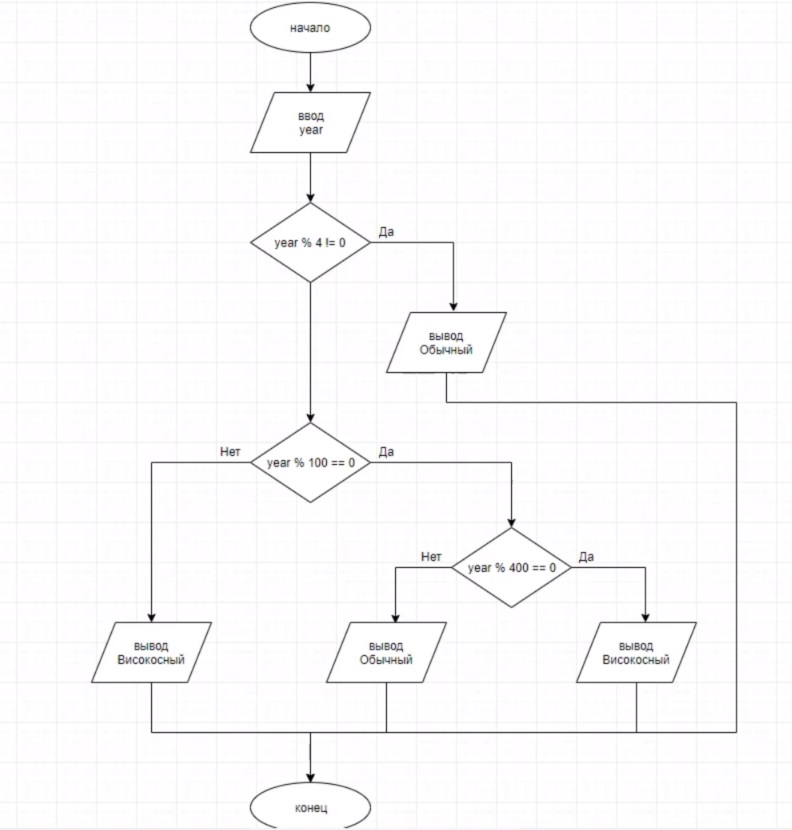 начало
ввод
year
year % 4 != 0
Да
вывод
Обычный
Нет
year % 100 == 0
Да
Нет
year % 400 == 0
Да
вывод
Високосный
вывод
Обычный
вывод
Високосный
конец